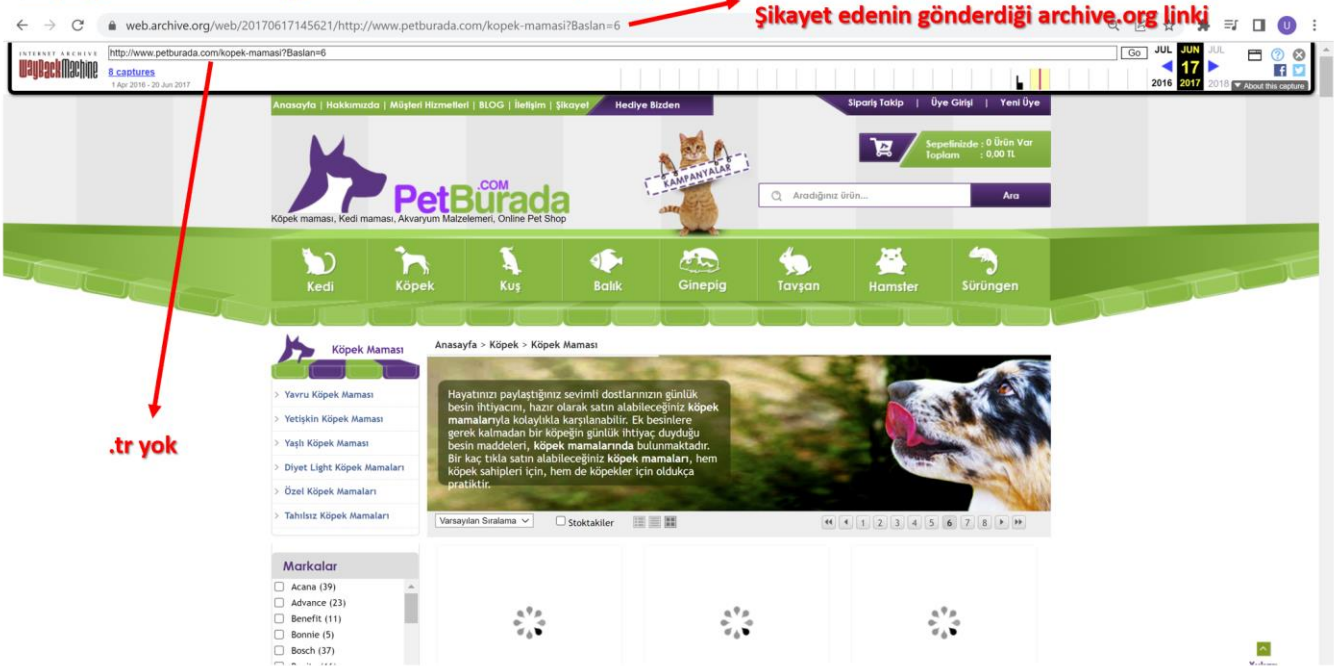 Şikayet edenin gönderdiği archive.org linki
web.archive.org/web/20170617145621/http://www.petburada.com/kopek-mamasi?Baslan=6
U
INTERNET ARCHIVE
WayBackMachine
http://www.petburada.com/kopek-mamasi?Baslan=6
Go
JUL JUN JUL
17
2016 2017 2018
8 captures
1 Apr 2016 - 20 Jun 2017
About this capture
Anasayfa | Hakkımızda | Müşteri Hizmetleri | BLOG | İletişim | Şikayet Hediye Bizden
Sipariş Takip | Üye Girişi | Yeni Üye
Sepetinizde : 0 Ürün Var
Toplam : 0,00 TL
KAMPANYALAR
PetBurada.COM
Aradığınız ürün... Ara
Köpek maması, Kedi maması, Akvaryum Malzelemeri, Online Pet Shop
Kedi Köpek Kuş Balık Ginepig Tavşan Hamster Sürüngen
Köpek Maması
Anasayfa > Köpek > Köpek Maması
> Yavru Köpek Maması
> Yetişkin Köpek Maması
> Yaşlı Köpek Maması
> Diyet Light Köpek Mamaları
> Özel Köpek Mamaları
> Tahılsız Köpek Mamaları
.tr yok
Hayatınızı paylaştığınız sevimli dostlarınızın günlük
besin ihtiyacını, hazır olarak satın alabileceğiniz köpek
mamalarıyla kolaylıkla karşılanabilir. Ek besinlere
gerek kalmadan bir köpeğin günlük ihtiyaç duyduğu
besin maddeleri, köpek mamalarında bulunmaktadır.
Bir kaç tıkla satın alabileceğiniz köpek mamaları, hem
köpek sahipleri için, hem de köpekler için oldukça
pratiktir.
Varsayılan Sıralama Stoktakiler
1 2 3 4 5 6 7 8
Markalar
Acana (39)
Advance (23)
Benefit (11)
Bonnie (5)
Bosch (37)